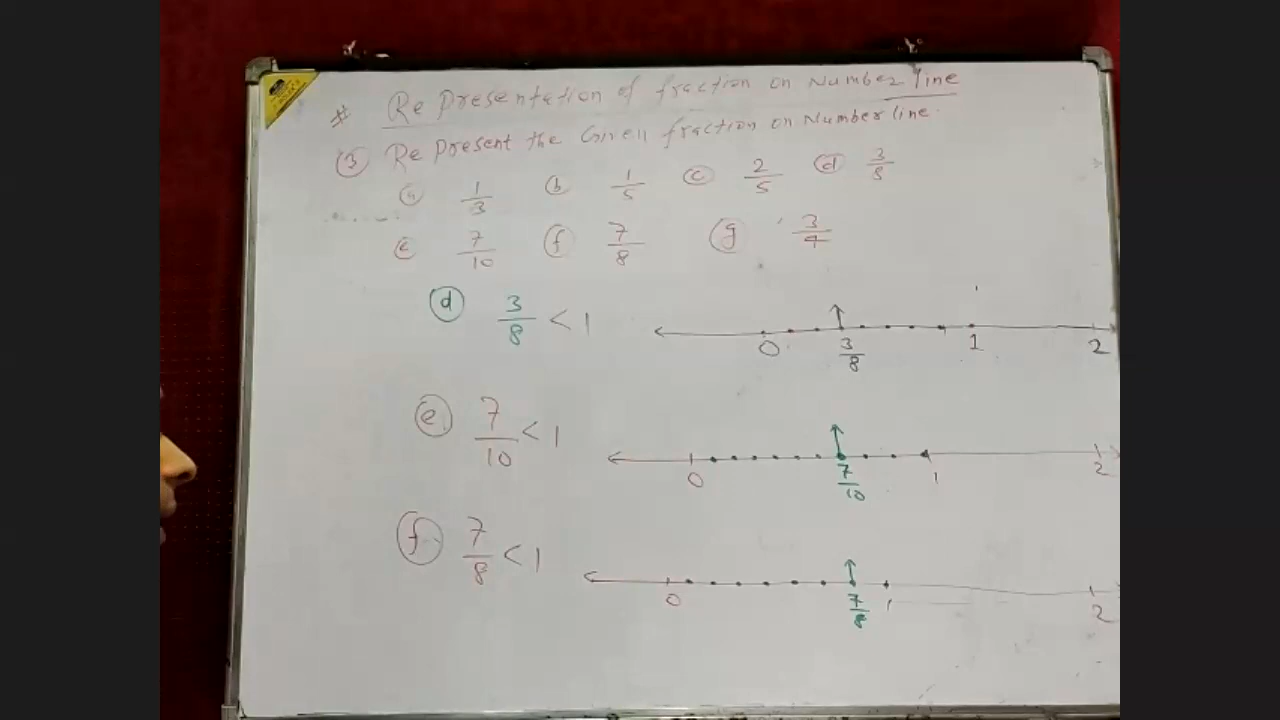 # Representation of fraction on Number line
③ Represent the Given fraction on Number line.
ⓐ 1/3 ⓑ 1/5 ⓒ 2/5 ⓓ 3/8
ⓔ 7/10 ⓕ 7/8 ⓖ 3/4
ⓓ 3/8 < 1
0 3/8 1 2
ⓔ 7/10 < 1
0 7/10 1 2
ⓕ 7/8 < 1
0 7/8 1 2